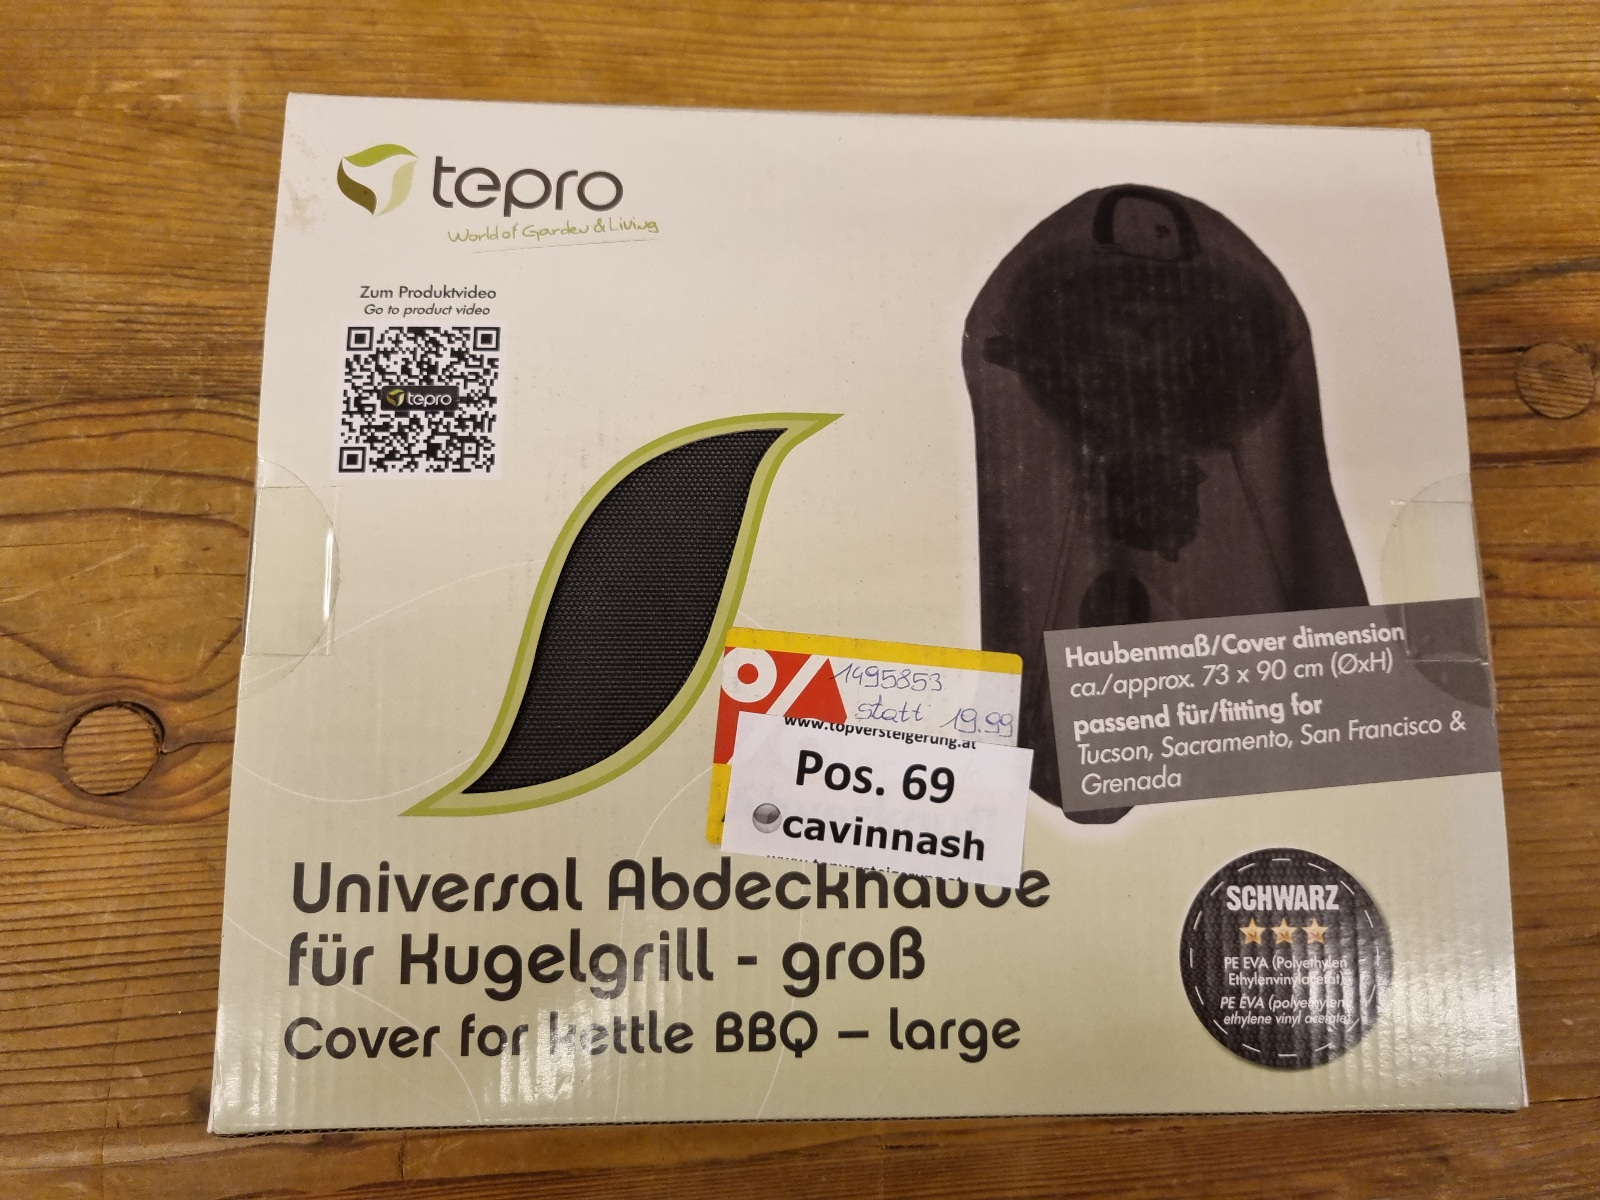 tepro
World of Garden & Living
Zum Produktvideo
Go to product video
tepro
1495853
statt 19.99
www.topversteigerung.at
Pos. 69
cavinnash
Haubenmaß/Cover dimension
ca./approx. 73 x 90 cm (ØxH)
passend für/fitting for
Tucson, Sacramento, San Francisco &
Grenada
Universal Abdeckhaube
für Kugelgrill - groß
Cover for kettle BBQ – large
SCHWARZ
PE EVA (Polyethylen
Ethylenvinylacetat)
PE EVA (polyethylene,
ethylene vinyl acetate)